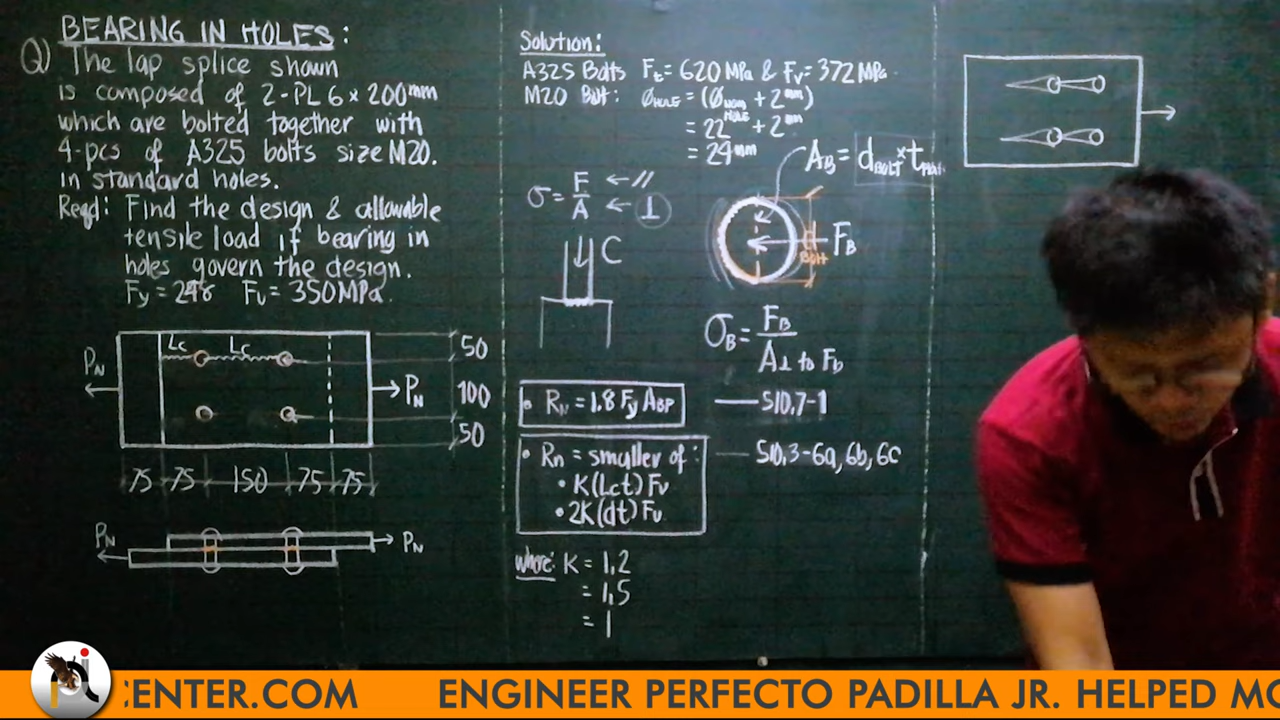 BEARING IN HOLES:
Q) The lap splice shown
is composed of 2-PL 6 x 200mm
which are bolted together with
4-pcs of A325 bolts size M20.
in standard holes.
Reqd: Find the design & allowable
tensile load if bearing in
holes govern the design.
Fy = 248 Fu = 350MPa.
Lc Lc
PN
PN
50
100
50
75 75 150 75 75
PN
PN
Solution:
A325 Bolts Ft = 620 MPa & Fv = 372 MPa.
M20 Bolt: ØHOLE = (ØNOM HOLE + 2mm)
= 22mm + 2mm
= 24mm
AB = dBOLT x tPlate
σ = F/A ← //
← ⊥
C
FB
Bolt
σB = FB / A⊥ to Fb
• RN = 1.8 Fy ABP — 510.7-1
• Rn = smaller of: — 510.3-6a, 6b, 6c
• K(Lct) Fu
• 2K(dt) Fu
where: K = 1.2
= 1.5
= 1
CENTER.COM ENGINEER PERFECTO PADILLA JR. HELPED MO